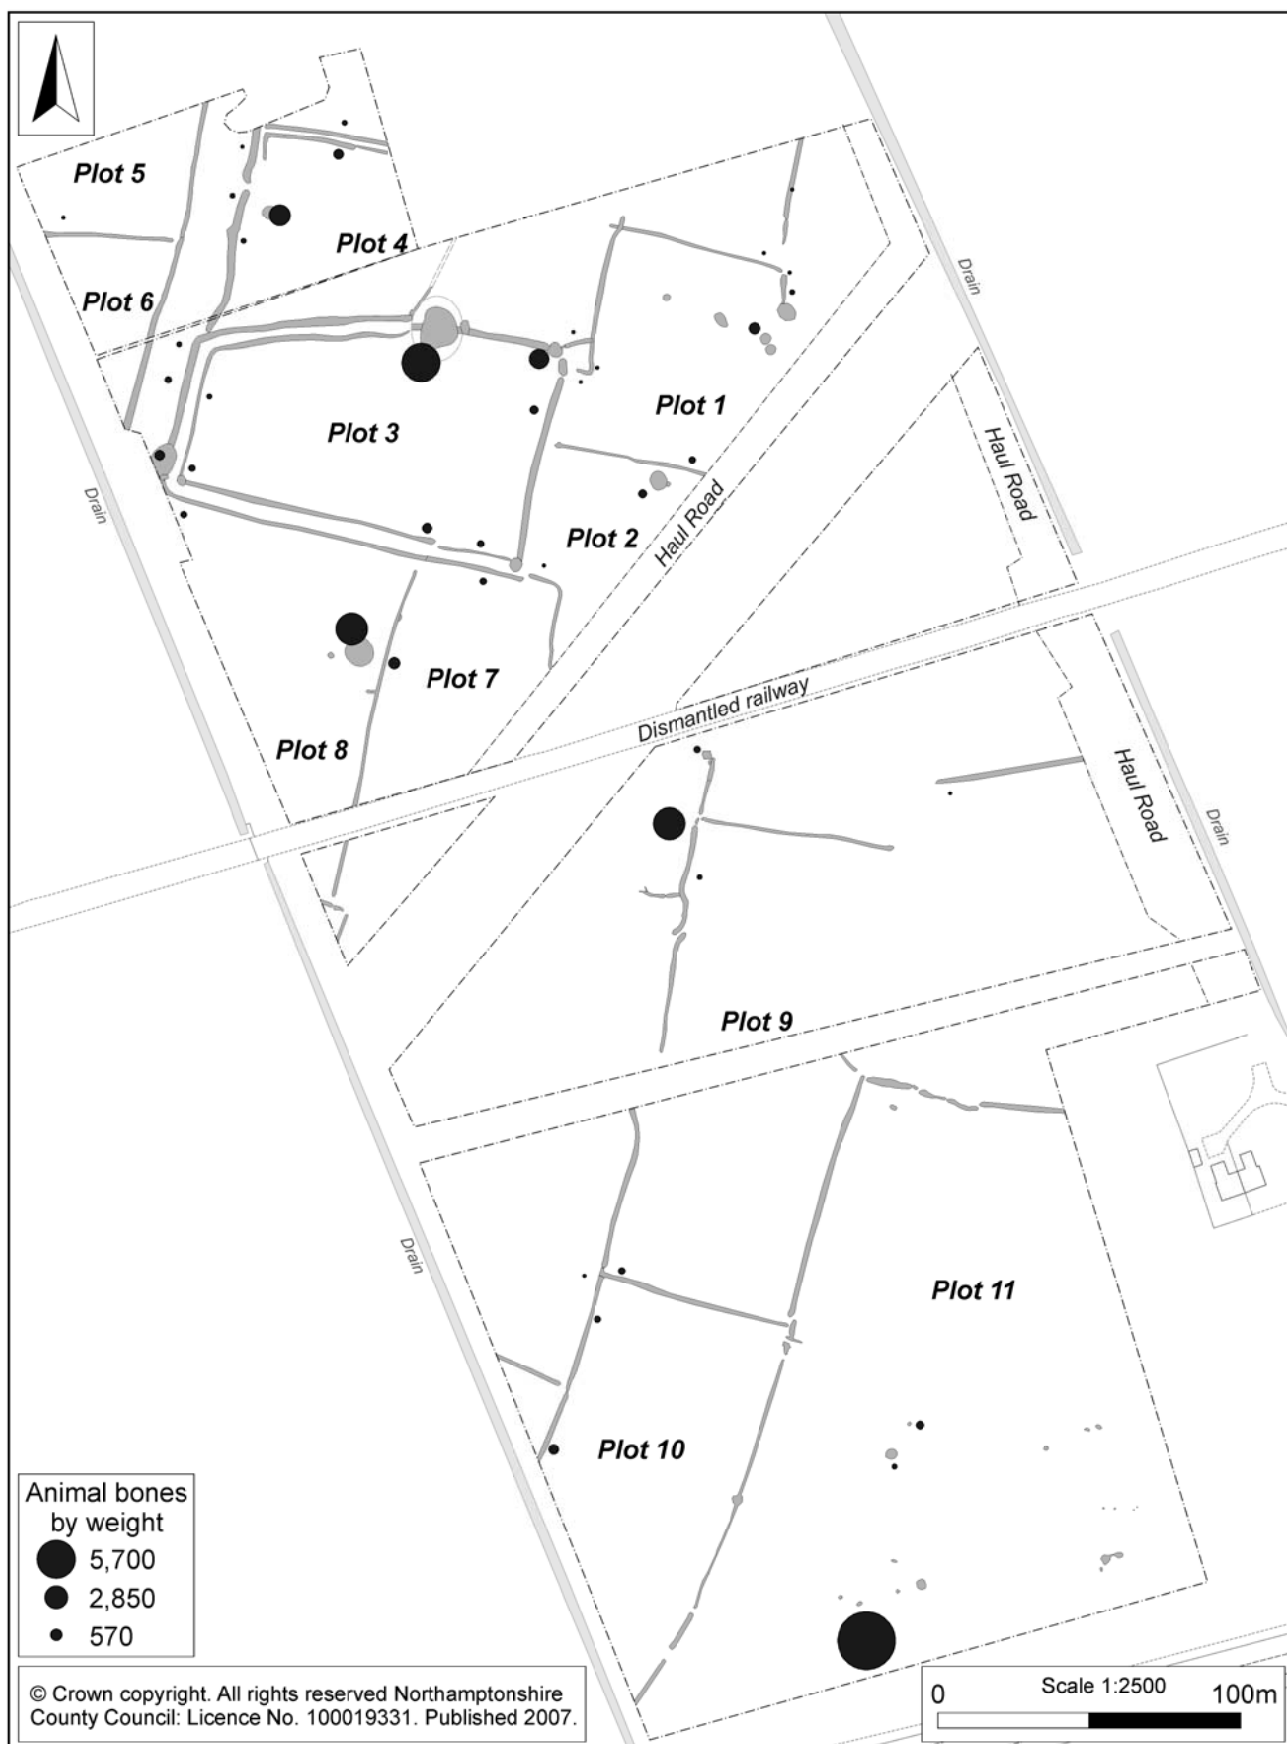 Plot 5
Plot 4
Plot 6
Drain
Plot 3
Plot 1
Haul Road
Drain
Plot 2
Haul Road
Plot 7
Dismantled railway
Plot 8
Haul Road
Drain
Plot 9
Drain
Plot 11
Plot 10
Animal bones
by weight
5,700
2,850
570
© Crown copyright. All rights reserved Northamptonshire
County Council: Licence No. 100019331. Published 2007.
Scale 1:2500
0 100m